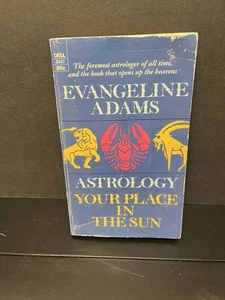 DELL
95c
"The foremost astrologer of all time,
and the book that opens up the heavens"
EVANGELINE
ADAMS
ASTROLOGY
YOUR PLACE
IN
THE SUN